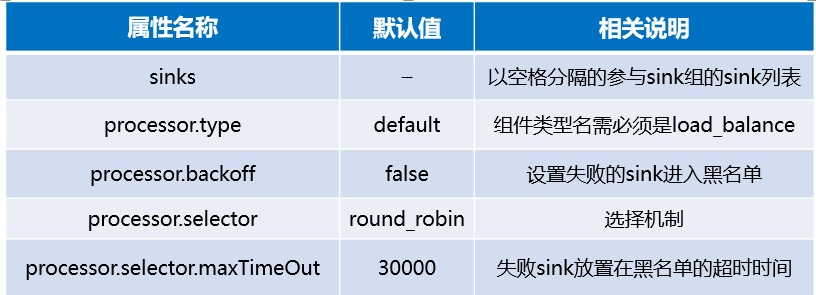 属性名称 默认值 相关说明
sinks – 以空格分隔的参与sink组的sink列表
processor.type default 组件类型名需必须是load_balance
processor.backoff false 设置失败的sink进入黑名单
processor.selector round_robin 选择机制
processor.selector.maxTimeOut 30000 失败sink放置在黑名单的超时时间